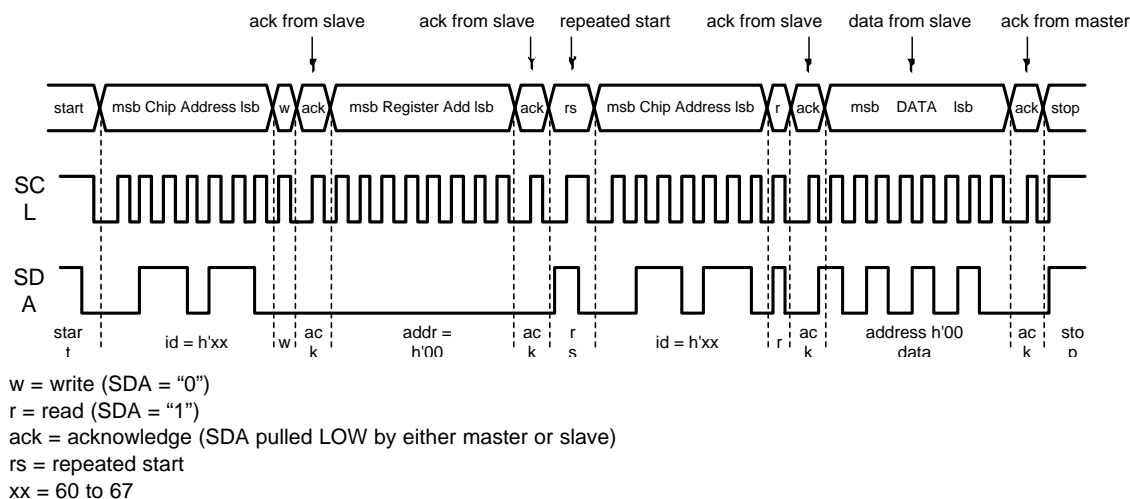 ack from slave ack from slave repeated start ack from slave data from slave ack from master
start msb Chip Address lsb w ack msb Register Add lsb ack rs msb Chip Address lsb r ack msb DATA lsb ack stop
SC
L
SD
A
star
t
id = h'xx
w
ac
k
addr =
h'00
ac
k
r
s
id = h'xx
r
ac
k
address h'00
data
ac
k
sto
p
w = write (SDA = “0”)
r = read (SDA = “1”)
ack = acknowledge (SDA pulled LOW by either master or slave)
rs = repeated start
xx = 60 to 67